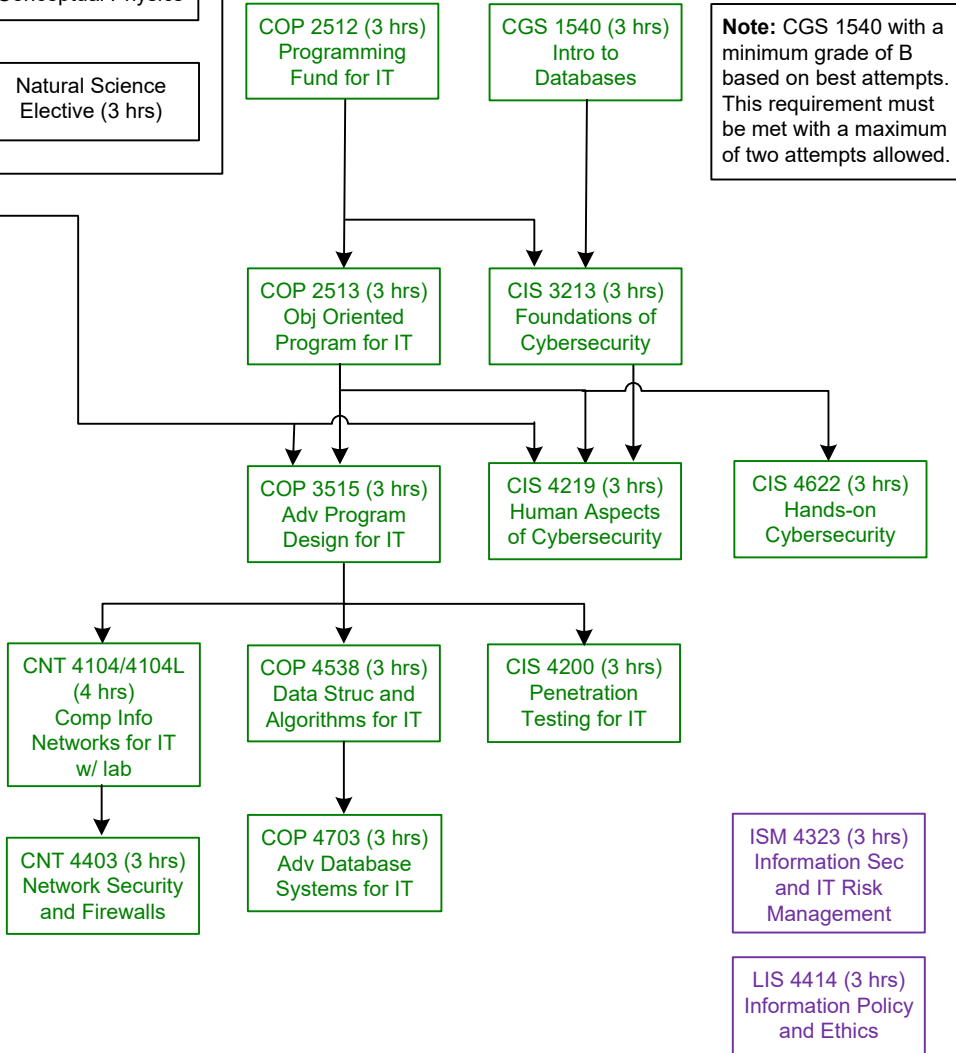 Conceptual Physics
Natural Science
Elective (3 hrs)
COP 2512 (3 hrs)
Programming
Fund for IT
CGS 1540 (3 hrs)
Intro to
Databases
Note: CGS 1540 with a
minimum grade of B
based on best attempts.
This requirement must
be met with a maximum
of two attempts allowed.
COP 2513 (3 hrs)
Obj Oriented
Program for IT
CIS 3213 (3 hrs)
Foundations of
Cybersecurity
COP 3515 (3 hrs)
Adv Program
Design for IT
CIS 4219 (3 hrs)
Human Aspects
of Cybersecurity
CIS 4622 (3 hrs)
Hands-on
Cybersecurity
CNT 4104/4104L
(4 hrs)
Comp Info
Networks for IT
w/ lab
COP 4538 (3 hrs)
Data Struc and
Algorithms for IT
CIS 4200 (3 hrs)
Penetration
Testing for IT
CNT 4403 (3 hrs)
Network Security
and Firewalls
COP 4703 (3 hrs)
Adv Database
Systems for IT
ISM 4323 (3 hrs)
Information Sec
and IT Risk
Management
LIS 4414 (3 hrs)
Information Policy
and Ethics